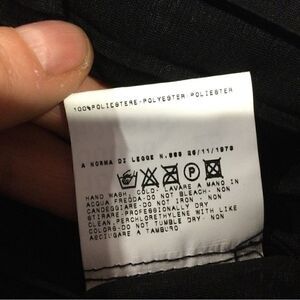 100%POLIESTERE-POLYESTER POLIESTER
A NORMA DI LEGGE N.883 26/11/1973
P
HAND WASH COLD- LAVARE A MANO IN
ACQUA FREDDA-DO NOT BLEACH- NON
CANDEGGIARE-DO NOT IRON - NON
STIRARE-PROFESSIONALLY DRY
CLEAN.PERCHLORETHYLENE WITH LIKE
COLORS-DO NOT TUMBLE DRY- NON
ASCIUGARE A TAMBURO